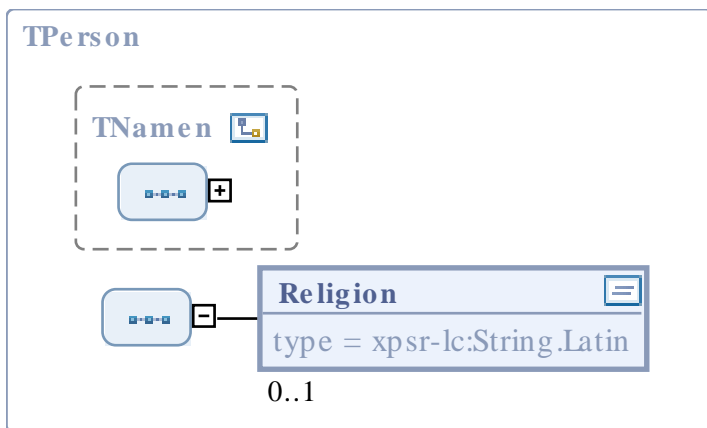 TPerson
TNamen
Religion
type = xpsr-lc:String.Latin
0..1